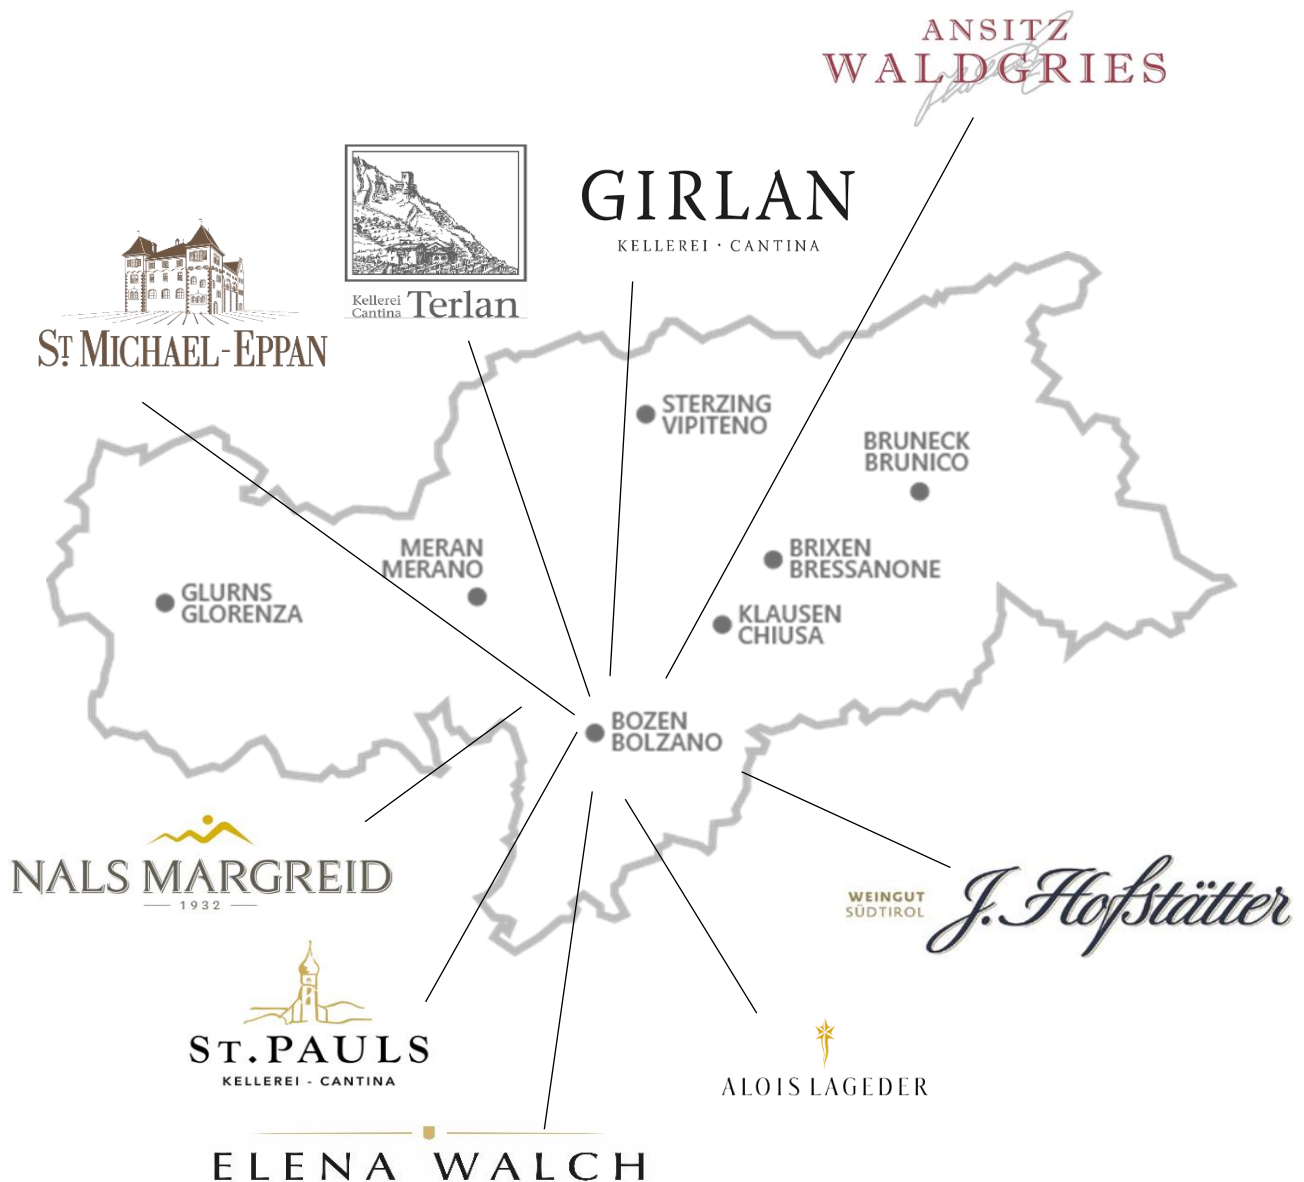 ANSITZ
WALDGRIES
GIRLAN
KELLEREI · CANTINA
Kellerei
Cantina Terlan
ST. MICHAEL-EPPAN
STERZING
VIPITENO
BRUNECK
BRUNICO
MERAN
MERANO
BRIXEN
BRESSANONE
GLURNS
GLORENZA
KLAUSEN
CHIUSA
BOZEN
BOLZANO
NALS MARGREID
1932
WEINGUT
SÜDTIROL
J. Hofstätter
ST. PAULS
KELLEREI - CANTINA
ALOIS LAGEDER
ELENA WALCH